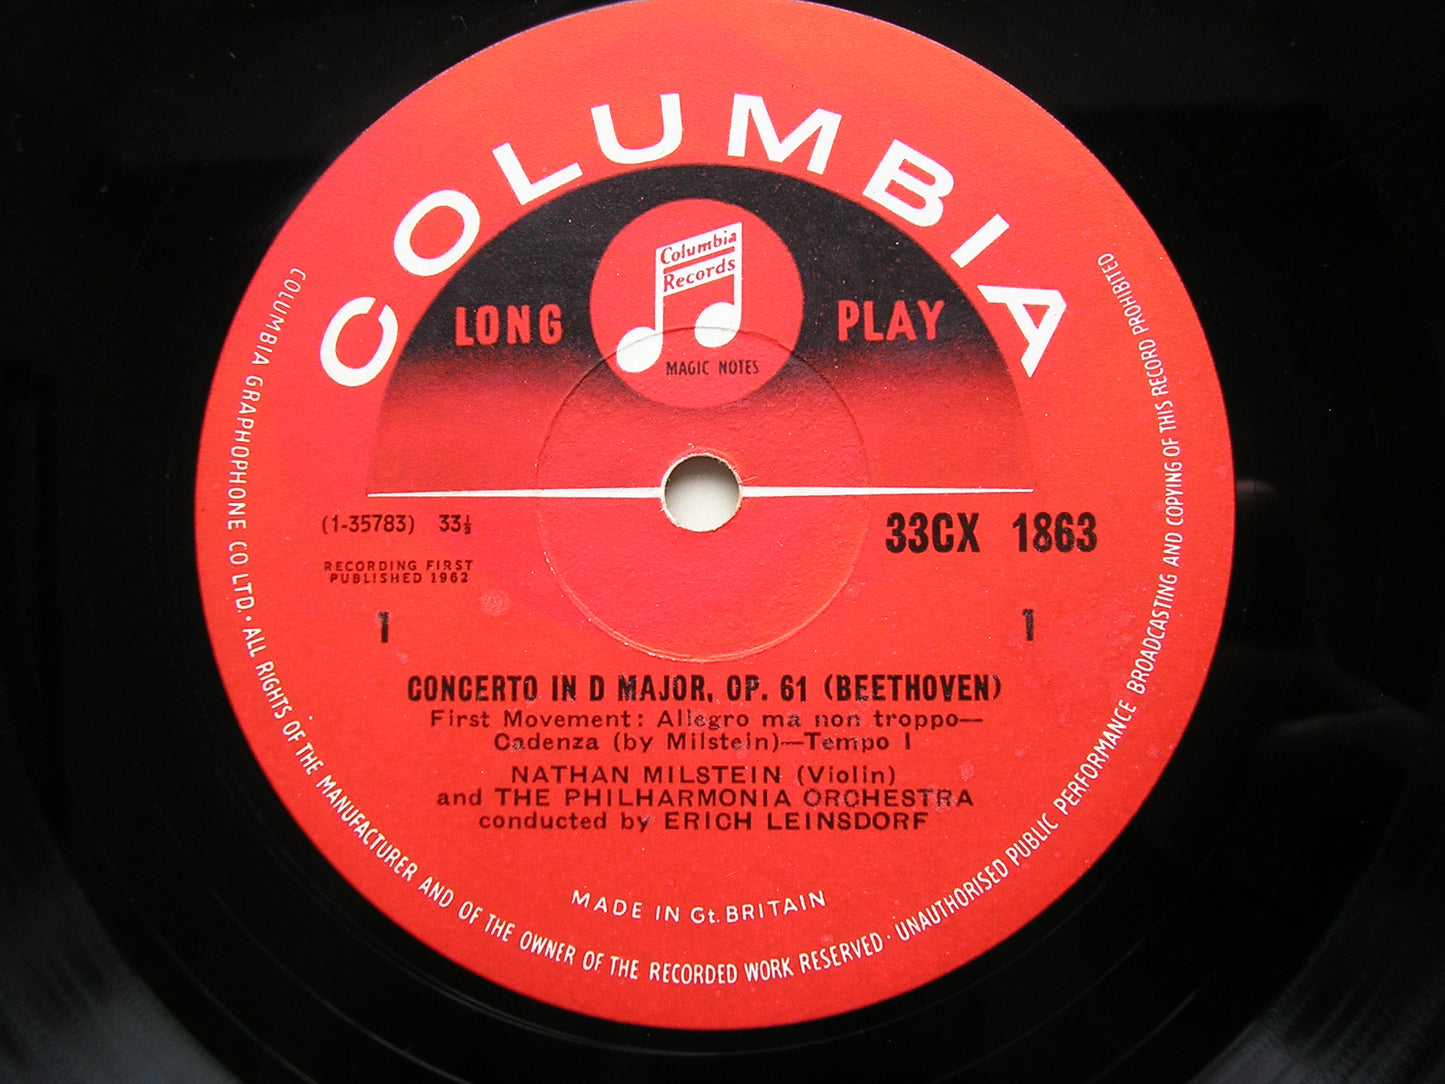 COLUMBIA
Columbia
Records
LONG PLAY
MAGIC NOTES
(1-35783) 33⅓
33CX 1863
RECORDING FIRST
PUBLISHED 1962
1 1
CONCERTO IN D MAJOR, OP. 61 (BEETHOVEN)
First Movement: Allegro ma non troppo—
Cadenza (by Milstein)—Tempo I
NATHAN MILSTEIN (Violin)
and THE PHILHARMONIA ORCHESTRA
conducted by ERICH LEINSDORF
MADE IN Gt. BRITAIN
COLUMBIA GRAPHOPHONE CO LTD. · ALL RIGHTS OF THE MANUFACTURER AND OF THE OWNER OF THE RECORDED WORK RESERVED · UNAUTHORISED PUBLIC PERFORMANCE BROADCASTING AND COPYING OF THIS RECORD PROHIBITED